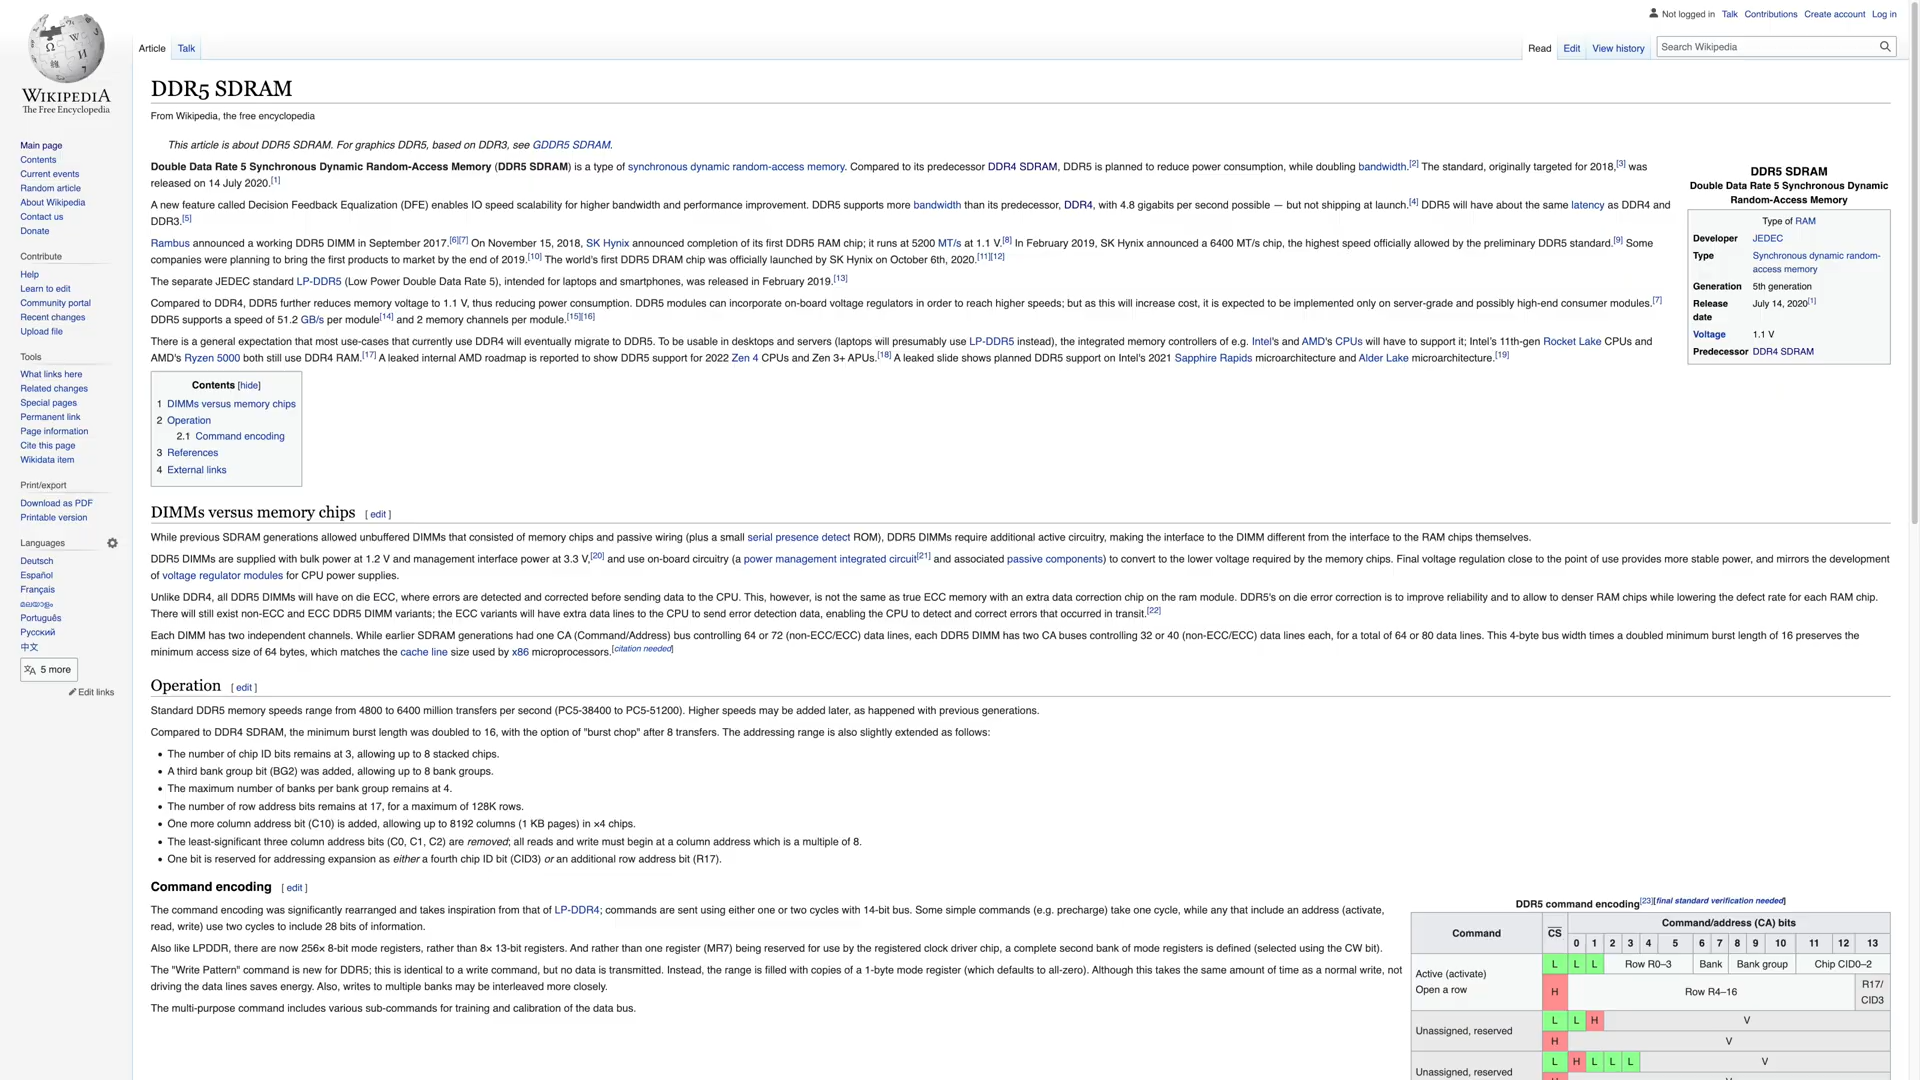 Not logged in Talk Contributions Create account Log in
Article Talk
Read Edit View history Search Wikipedia
WIKIPEDIA
The Free Encyclopedia
Main page
Contents
Current events
Random article
About Wikipedia
Contact us
Donate
Contribute
Help
Learn to edit
Community portal
Recent changes
Upload file
Tools
What links here
Related changes
Special pages
Permanent link
Page information
Cite this page
Wikidata item
Print/export
Download as PDF
Printable version
Languages
Deutsch
Español
Français
മലയാളം
Português
Русский
中文
5 more
Edit links
DDR5 SDRAM
From Wikipedia, the free encyclopedia
This article is about DDR5 SDRAM. For graphics DDR5, based on DDR3, see GDDR5 SDRAM.
Double Data Rate 5 Synchronous Dynamic Random-Access Memory (DDR5 SDRAM) is a type of synchronous dynamic random-access memory. Compared to its predecessor DDR4 SDRAM, DDR5 is planned to reduce power consumption, while doubling bandwidth.[2] The standard, originally targeted for 2018,[3] was
released on 14 July 2020.[1]
A new feature called Decision Feedback Equalization (DFE) enables IO speed scalability for higher bandwidth and performance improvement. DDR5 supports more bandwidth than its predecessor, DDR4, with 4.8 gigabits per second possible — but not shipping at launch.[4] DDR5 will have about the same latency as DDR4 and
DDR3.[5]
Rambus announced a working DDR5 DIMM in September 2017.[6][7] On November 15, 2018, SK Hynix announced completion of its first DDR5 RAM chip; it runs at 5200 MT/s at 1.1 V.[8] In February 2019, SK Hynix announced a 6400 MT/s chip, the highest speed officially allowed by the preliminary DDR5 standard.[9] Some
companies were planning to bring the first products to market by the end of 2019.[10] The world's first DDR5 DRAM chip was officially launched by SK Hynix on October 6th, 2020.[11][12]
The separate JEDEC standard LP-DDR5 (Low Power Double Data Rate 5), intended for laptops and smartphones, was released in February 2019.[13]
Compared to DDR4, DDR5 further reduces memory voltage to 1.1 V, thus reducing power consumption. DDR5 modules can incorporate on-board voltage regulators in order to reach higher speeds; but as this will increase cost, it is expected to be implemented only on server-grade and possibly high-end consumer modules.[7]
DDR5 supports a speed of 51.2 GB/s per module[14] and 2 memory channels per module.[15][16]
There is a general expectation that most use-cases that currently use DDR4 will eventually migrate to DDR5. To be usable in desktops and servers (laptops will presumably use LP-DDR5 instead), the integrated memory controllers of e.g. Intel's and AMD's CPUs will have to support it; Intel's 11th-gen Rocket Lake CPUs and
AMD's Ryzen 5000 both still use DDR4 RAM.[17] A leaked internal AMD roadmap is reported to show DDR5 support for 2022 Zen 4 CPUs and Zen 3+ APUs.[18] A leaked slide shows planned DDR5 support on Intel's 2021 Sapphire Rapids microarchitecture and Alder Lake microarchitecture.[19]
DDR5 SDRAM
Double Data Rate 5 Synchronous Dynamic
Random-Access Memory
Type of RAM
Developer JEDEC
Type Synchronous dynamic random-
access memory
Generation 5th generation
Release July 14, 2020[1]
date
Voltage 1.1 V
Predecessor DDR4 SDRAM
Contents [hide]
1 DIMMs versus memory chips
2 Operation
2.1 Command encoding
3 References
4 External links
DIMMs versus memory chips [ edit ]
While previous SDRAM generations allowed unbuffered DIMMs that consisted of memory chips and passive wiring (plus a small serial presence detect ROM), DDR5 DIMMs require additional active circuitry, making the interface to the DIMM different from the interface to the RAM chips themselves.
DDR5 DIMMs are supplied with bulk power at 1.2 V and management interface power at 3.3 V,[20] and use on-board circuitry (a power management integrated circuit[21] and associated passive components) to convert to the lower voltage required by the memory chips. Final voltage regulation close to the point of use provides more stable power, and mirrors the development
of voltage regulator modules for CPU power supplies.
Unlike DDR4, all DDR5 DIMMs will have on die ECC, where errors are detected and corrected before sending data to the CPU. This, however, is not the same as true ECC memory with an extra data correction chip on the ram module. DDR5's on die error correction is to improve reliability and to allow to denser RAM chips while lowering the defect rate for each RAM chip.
There will still exist non-ECC and ECC DDR5 DIMM variants; the ECC variants will have extra data lines to the CPU to send error detection data, enabling the CPU to detect and correct errors that occurred in transit.[22]
Each DIMM has two independent channels. While earlier SDRAM generations had one CA (Command/Address) bus controlling 64 or 72 (non-ECC/ECC) data lines, each DDR5 DIMM has two CA buses controlling 32 or 40 (non-ECC/ECC) data lines each, for a total of 64 or 80 data lines. This 4-byte bus width times a doubled minimum burst length of 16 preserves the
minimum access size of 64 bytes, which matches the cache line size used by x86 microprocessors.[citation needed]
Operation [ edit ]
Standard DDR5 memory speeds range from 4800 to 6400 million transfers per second (PC5-38400 to PC5-51200). Higher speeds may be added later, as happened with previous generations.
Compared to DDR4 SDRAM, the minimum burst length was doubled to 16, with the option of "burst chop" after 8 transfers. The addressing range is also slightly extended as follows:
• The number of chip ID bits remains at 3, allowing up to 8 stacked chips.
• A third bank group bit (BG2) was added, allowing up to 8 bank groups.
• The maximum number of banks per bank group remains at 4.
• The number of row address bits remains at 17, for a maximum of 128K rows.
• One more column address bit (C10) is added, allowing up to 8192 columns (1 KB pages) in ×4 chips.
• The least-significant three column address bits (C0, C1, C2) are removed; all reads and write must begin at a column address which is a multiple of 8.
• One bit is reserved for addressing expansion as either a fourth chip ID bit (CID3) or an additional row address bit (R17).
Command encoding [ edit ]
The command encoding was significantly rearranged and takes inspiration from that of LP-DDR4; commands are sent using either one or two cycles with 14-bit bus. Some simple commands (e.g. precharge) take one cycle, while any that include an address (activate,
read, write) use two cycles to include 28 bits of information.
Also like LPDDR, there are now 256× 8-bit mode registers, rather than 8× 13-bit registers. And rather than one register (MR7) being reserved for use by the registered clock driver chip, a complete second bank of mode registers is defined (selected using the CW bit).
The "Write Pattern" command is new for DDR5; this is identical to a write command, but no data is transmitted. Instead, the range is filled with copies of a 1-byte mode register (which defaults to all-zero). Although this takes the same amount of time as a normal write, not
driving the data lines saves energy. Also, writes to multiple banks may be interleaved more closely.
The multi-purpose command includes various sub-commands for training and calibration of the data bus.
DDR5 command encoding[23][final standard verification needed]
Command CS Command/address (CA) bits
0 1 2 3 4 5 6 7 8 9 10 11 12 13
Active (activate)
Open a row
L L L Row R0–3 Bank Bank group Chip CID0–2
H Row R4–16 R17/
CID3
Unassigned, reserved
L L H V
H V
Unassigned, reserved
L H L L L V